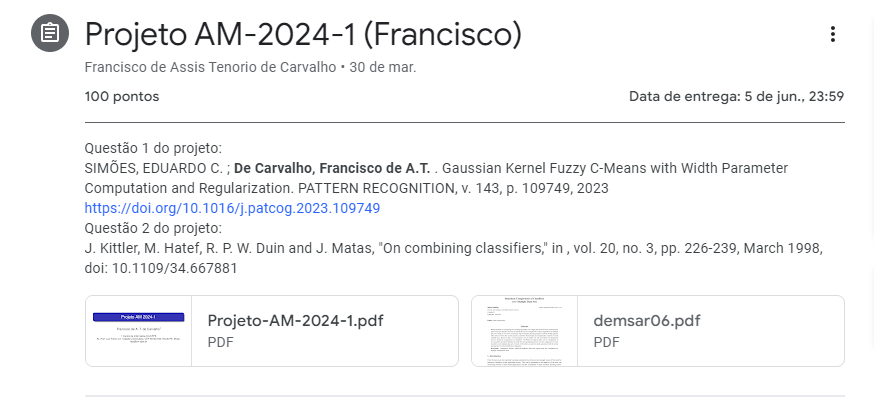 Projeto AM-2024-1 (Francisco)
Francisco de Assis Tenorio de Carvalho • 30 de mar.
100 pontos
Data de entrega: 5 de jun., 23:59
Questão 1 do projeto:
SIMÕES, EDUARDO C. ; De Carvalho, Francisco de A.T. . Gaussian Kernel Fuzzy C-Means with Width Parameter
Computation and Regularization. PATTERN RECOGNITION, v. 143, p. 109749, 2023
https://doi.org/10.1016/j.patcog.2023.109749
Questão 2 do projeto:
J. Kittler, M. Hatef, R. P. W. Duin and J. Matas, "On combining classifiers," in , vol. 20, no. 3, pp. 226-239, March 1998,
doi: 10.1109/34.667881
Projeto AM 2024-1
Projeto-AM-2024-1.pdf
PDF
demsar06.pdf
PDF